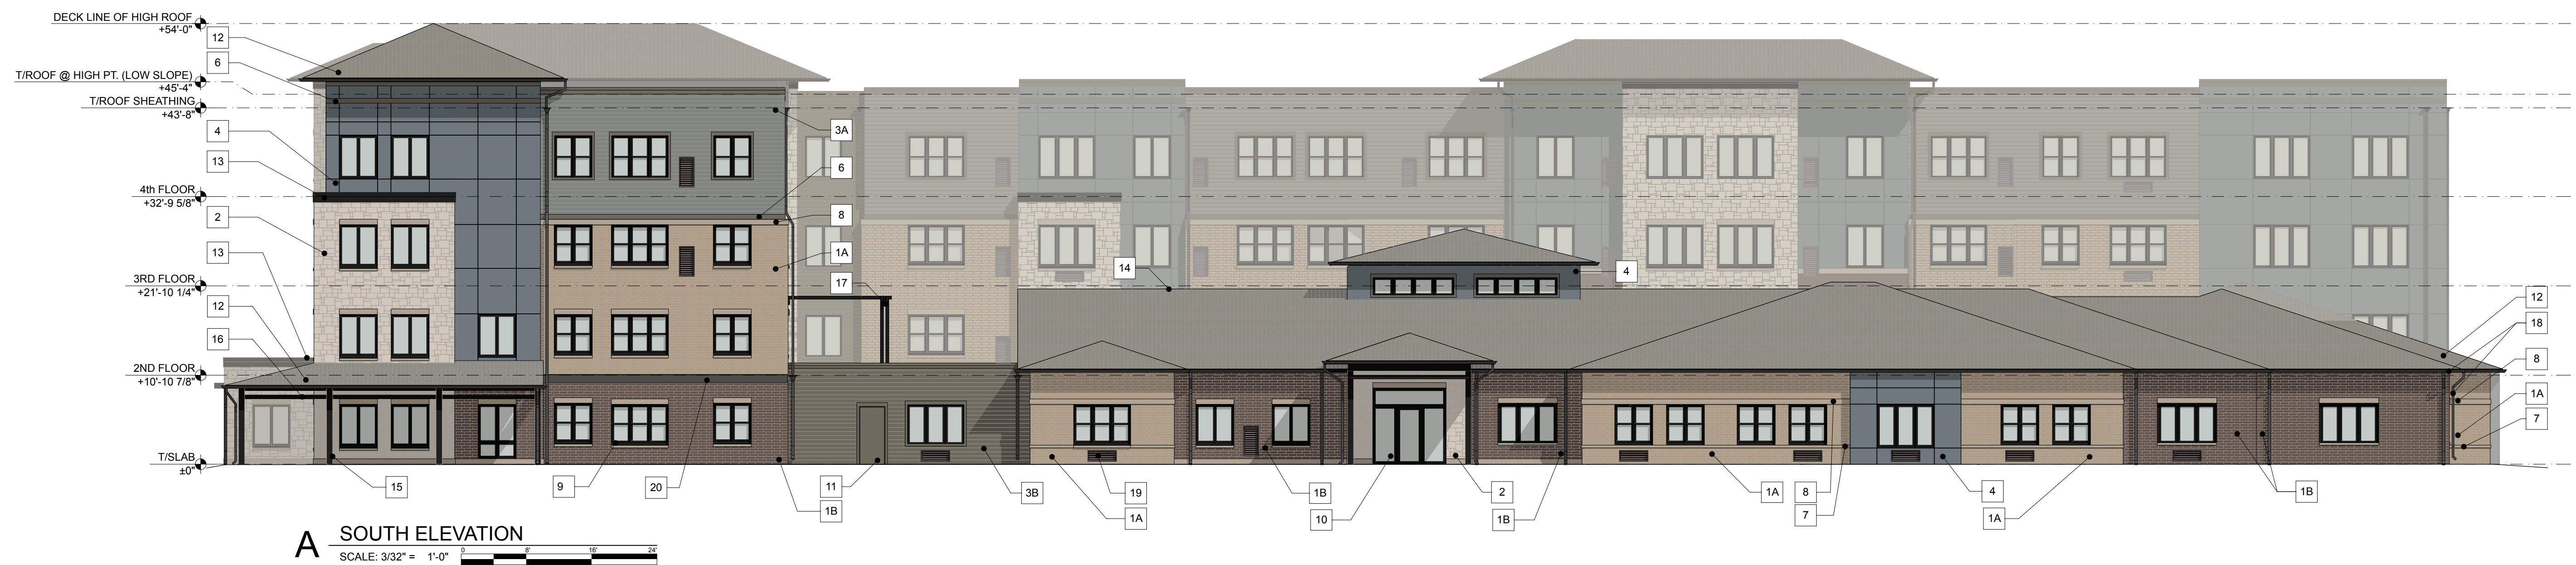 DECK LINE OF HIGH ROOF
+54'-0"
12
6
T/ROOF @ HIGH PT. (LOW SLOPE)
+45'-4"
T/ROOF SHEATHING
+43'-8"
4
13
4th FLOOR
+32'-9 5/8"
2
13
3RD FLOOR
+21'-10 1/4"
12
16
2ND FLOOR
+10'-10 7/8"
T/SLAB
±0"
3A
6
8
1A
17
14
4
12
18
8
1A
7
15
9
20
11
1B
3B
19
1A
1B
10
2
1B
1A
8
7
4
1A
1B
A SOUTH ELEVATION
SCALE: 3/32" = 1'-0"
0 8' 16' 24'